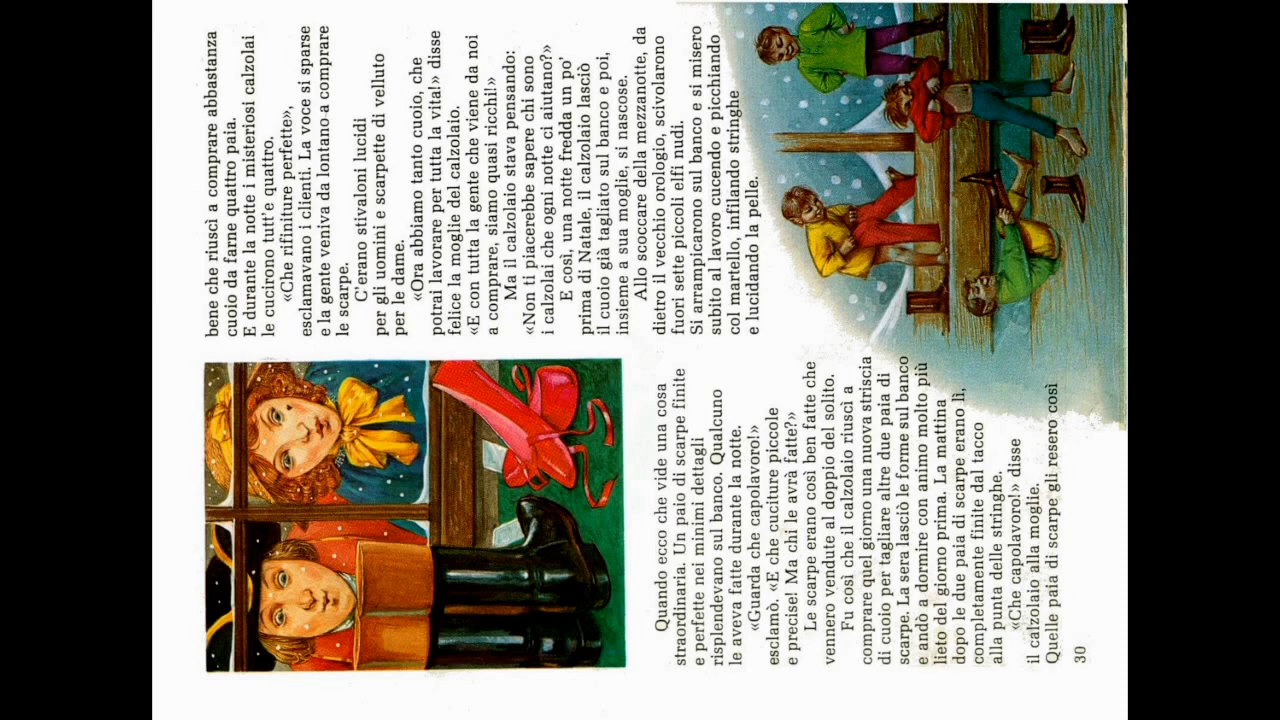 Quando ecco che vide una cosa
straordinaria. Un paio di scarpe finite
e perfette nei minimi dettagli
risplendevano sul banco. Qualcuno
le aveva fatte durante la notte.
«Guarda che capolavoro!»
esclamò. «E che cuciture piccole
e precise! Ma chi le avrà fatte?»
Le scarpe erano così ben fatte che
vennero vendute al doppio del solito.
Fu così che il calzolaio riuscì a
comprare quel giorno una nuova striscia
di cuoio per tagliare altre due paia di
scarpe. La sera lasciò le forme sul banco
e andò a dormire con animo molto più
lieto del giorno prima. La mattina
dopo le due paia di scarpe erano lì,
completamente finite dal tacco
alla punta delle stringhe.
«Che capolavoro!» disse
il calzolaio alla moglie.
Quelle paia di scarpe gli resero così
30
bene che riuscì a comprare abbastanza
cuoio da farne quattro paia.
E durante la notte i misteriosi calzolai
le cucirono tutt'e quattro.
«Che rifiniture perfette»,
esclamavano i clienti. La voce si sparse
e la gente veniva da lontano a comprare
le scarpe.
C'erano stivaloni lucidi
per gli uomini e scarpette di velluto
per le dame.
«Ora abbiamo tanto cuoio, che
potrai lavorare per tutta la vita!» disse
felice la moglie del calzolaio.
«E con tutta la gente che viene da noi
a comprare, siamo quasi ricchi!»
Ma il calzolaio stava pensando:
«Non ti piacerebbe sapere chi sono
i calzolai che ogni notte ci aiutano?»
E così, una notte fredda un po'
prima di Natale, il calzolaio lasciò
il cuoio già tagliato sul banco e poi,
insieme a sua moglie, si nascose.
Allo scoccare della mezzanotte, da
dietro il vecchio orologio, scivolarono
fuori sette piccoli elfi nudi.
Si arrampicarono sul banco e si misero
subito al lavoro cucendo e picchiando
col martello, infilando stringhe
e lucidando la pelle.